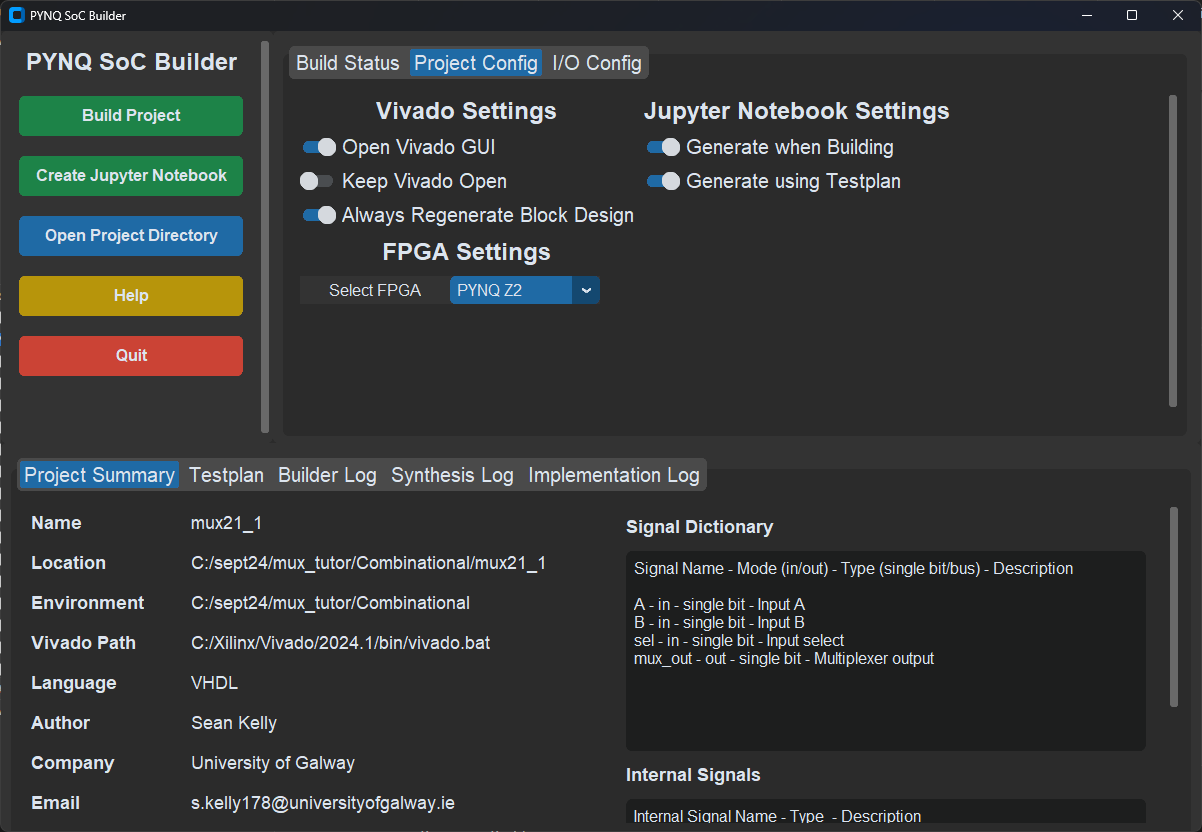 PYNQ SoC Builder
PYNQ SoC Builder
Build Project
Create Jupyter Notebook
Open Project Directory
Help
Quit
Build Status Project Config I/O Config
Vivado Settings
Open Vivado GUI
Keep Vivado Open
Always Regenerate Block Design
FPGA Settings
Select FPGA PYNQ Z2
Jupyter Notebook Settings
Generate when Building
Generate using Testplan
Project Summary Testplan Builder Log Synthesis Log Implementation Log
Name mux21_1
Location C:/sept24/mux_tutor/Combinational/mux21_1
Environment C:/sept24/mux_tutor/Combinational
Vivado Path C:/Xilinx/Vivado/2024.1/bin/vivado.bat
Language VHDL
Author Sean Kelly
Company University of Galway
Email s.kelly178@universityofgalway.ie
Signal Dictionary
Signal Name - Mode (in/out) - Type (single bit/bus) - Description
A - in - single bit - Input A
B - in - single bit - Input B
sel - in - single bit - Input select
mux_out - out - single bit - Multiplexer output
Internal Signals
Internal Signal Name - Type  - Description